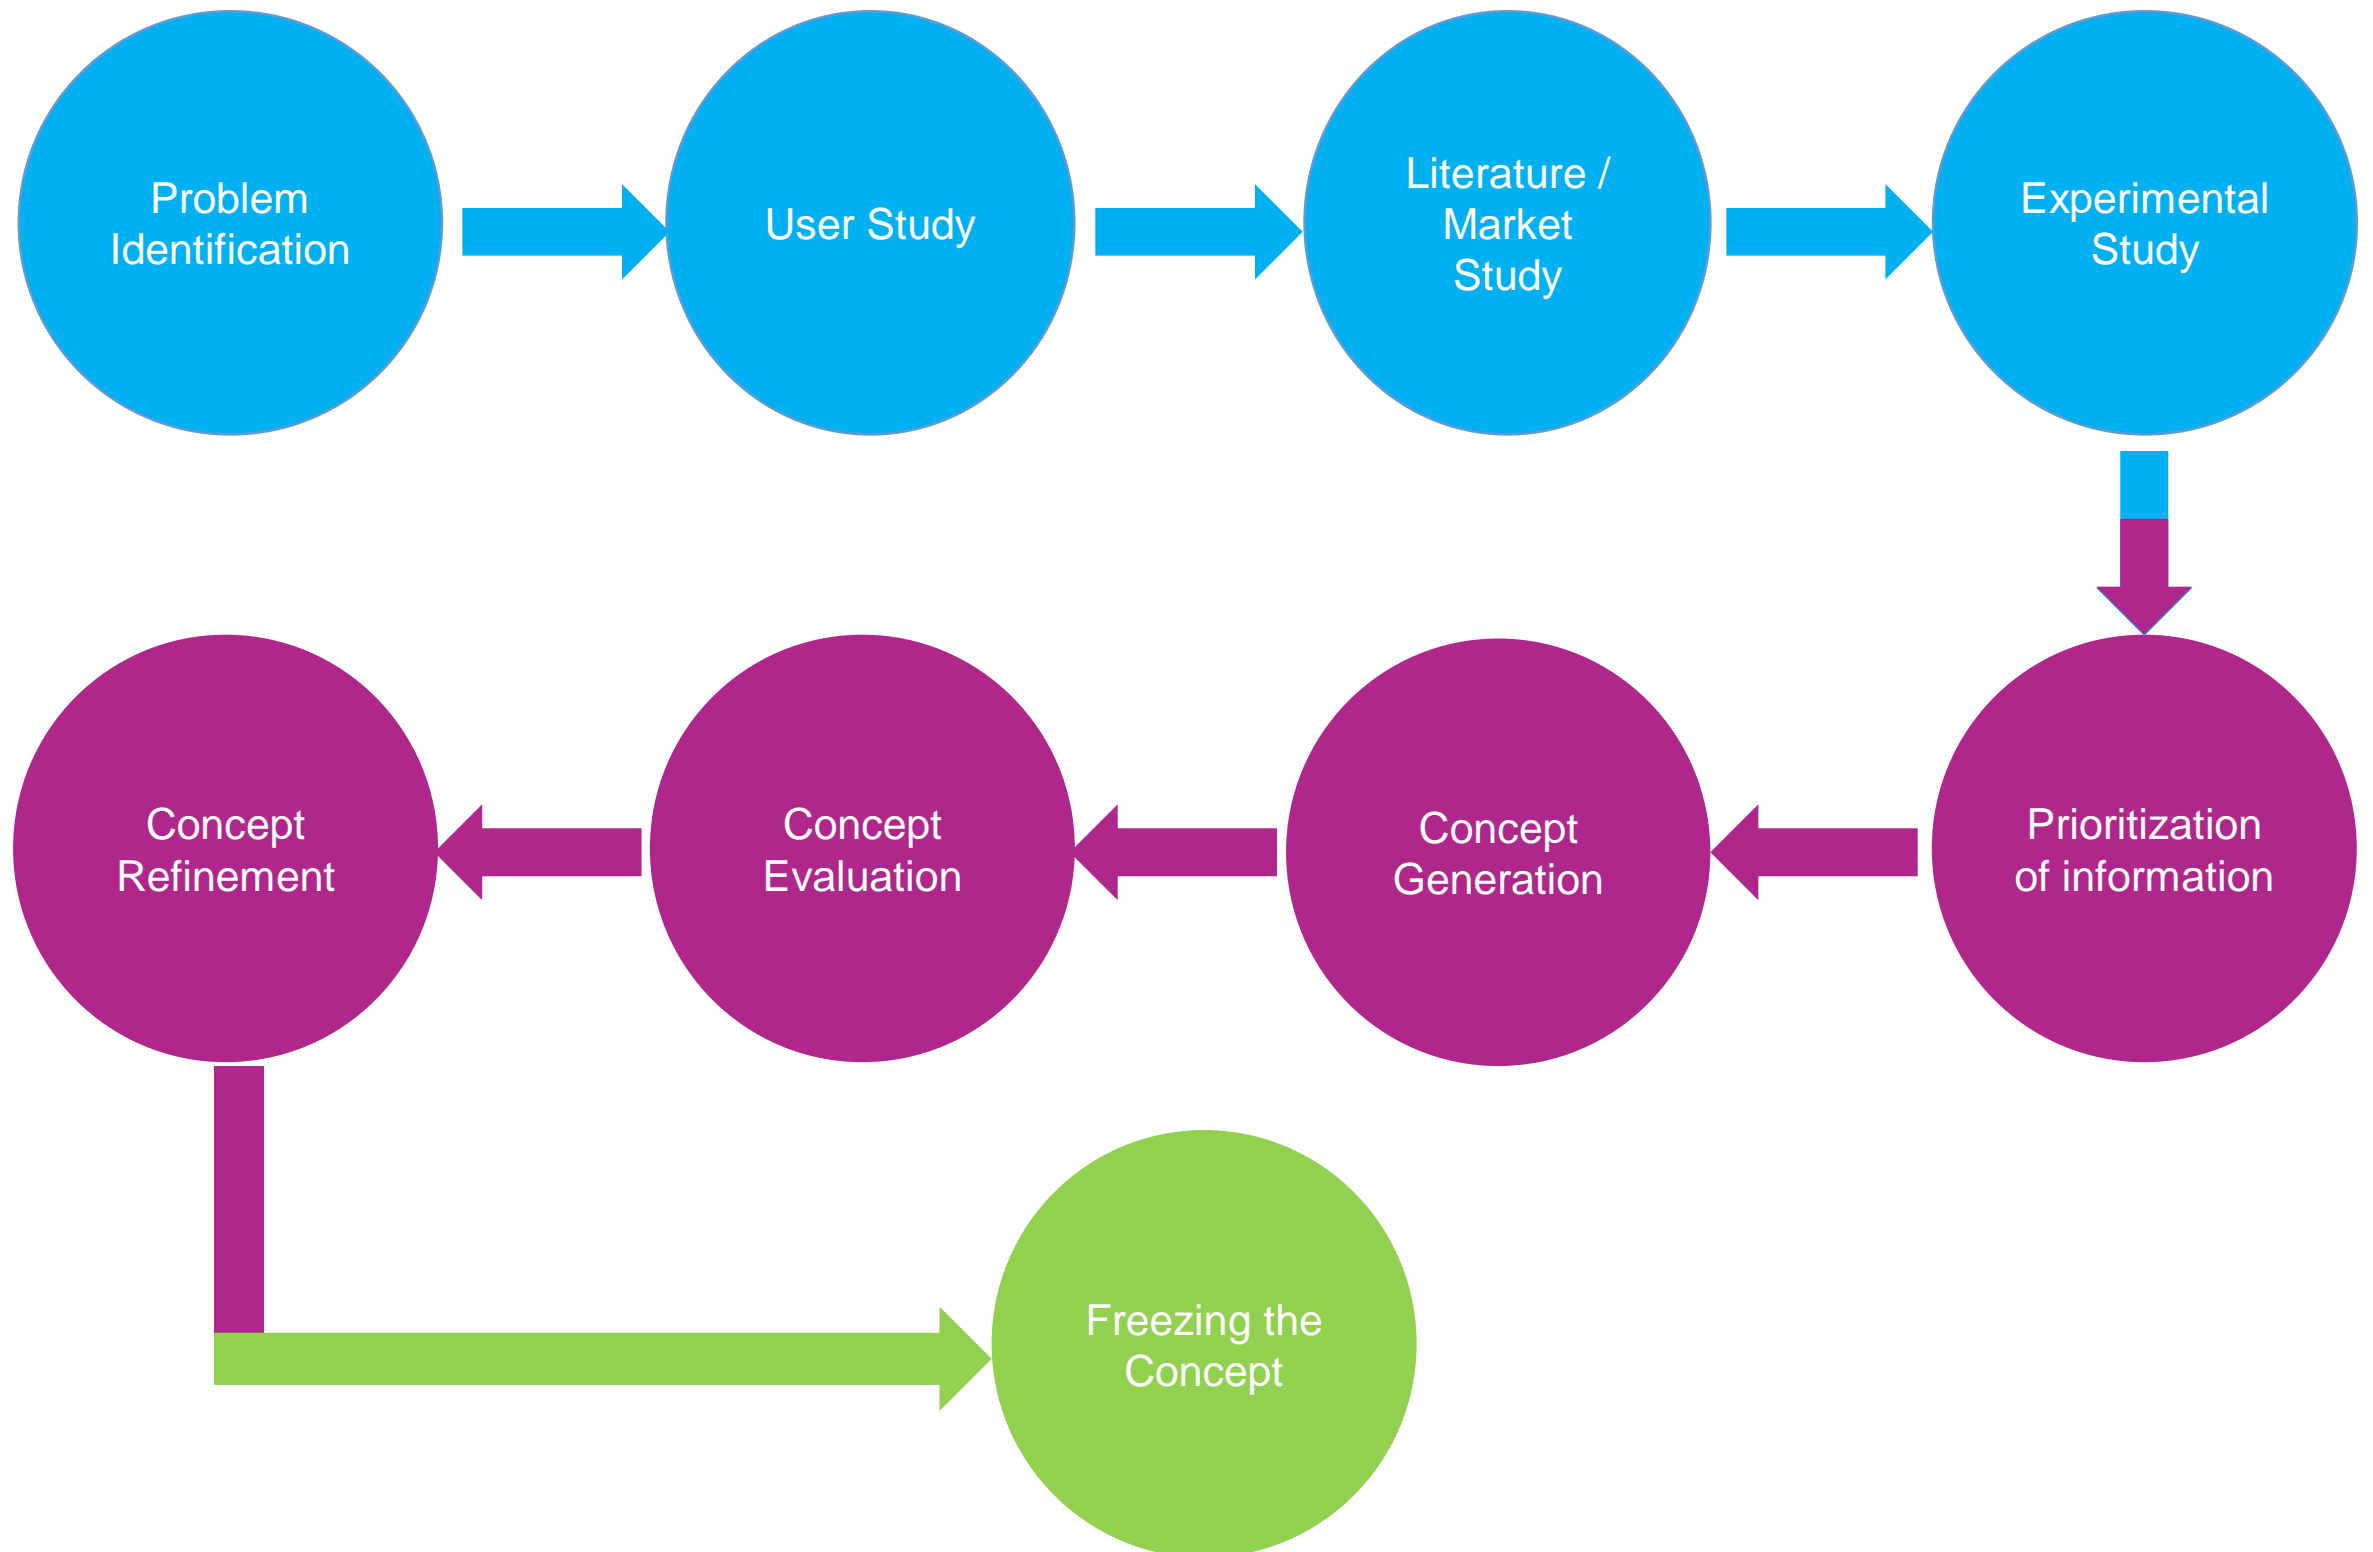 Problem
Identification
User Study
Literature /
Market
Study
Experimental
Study
Prioritization
of information
Concept
Generation
Concept
Evaluation
Concept
Refinement
Freezing the
Concept